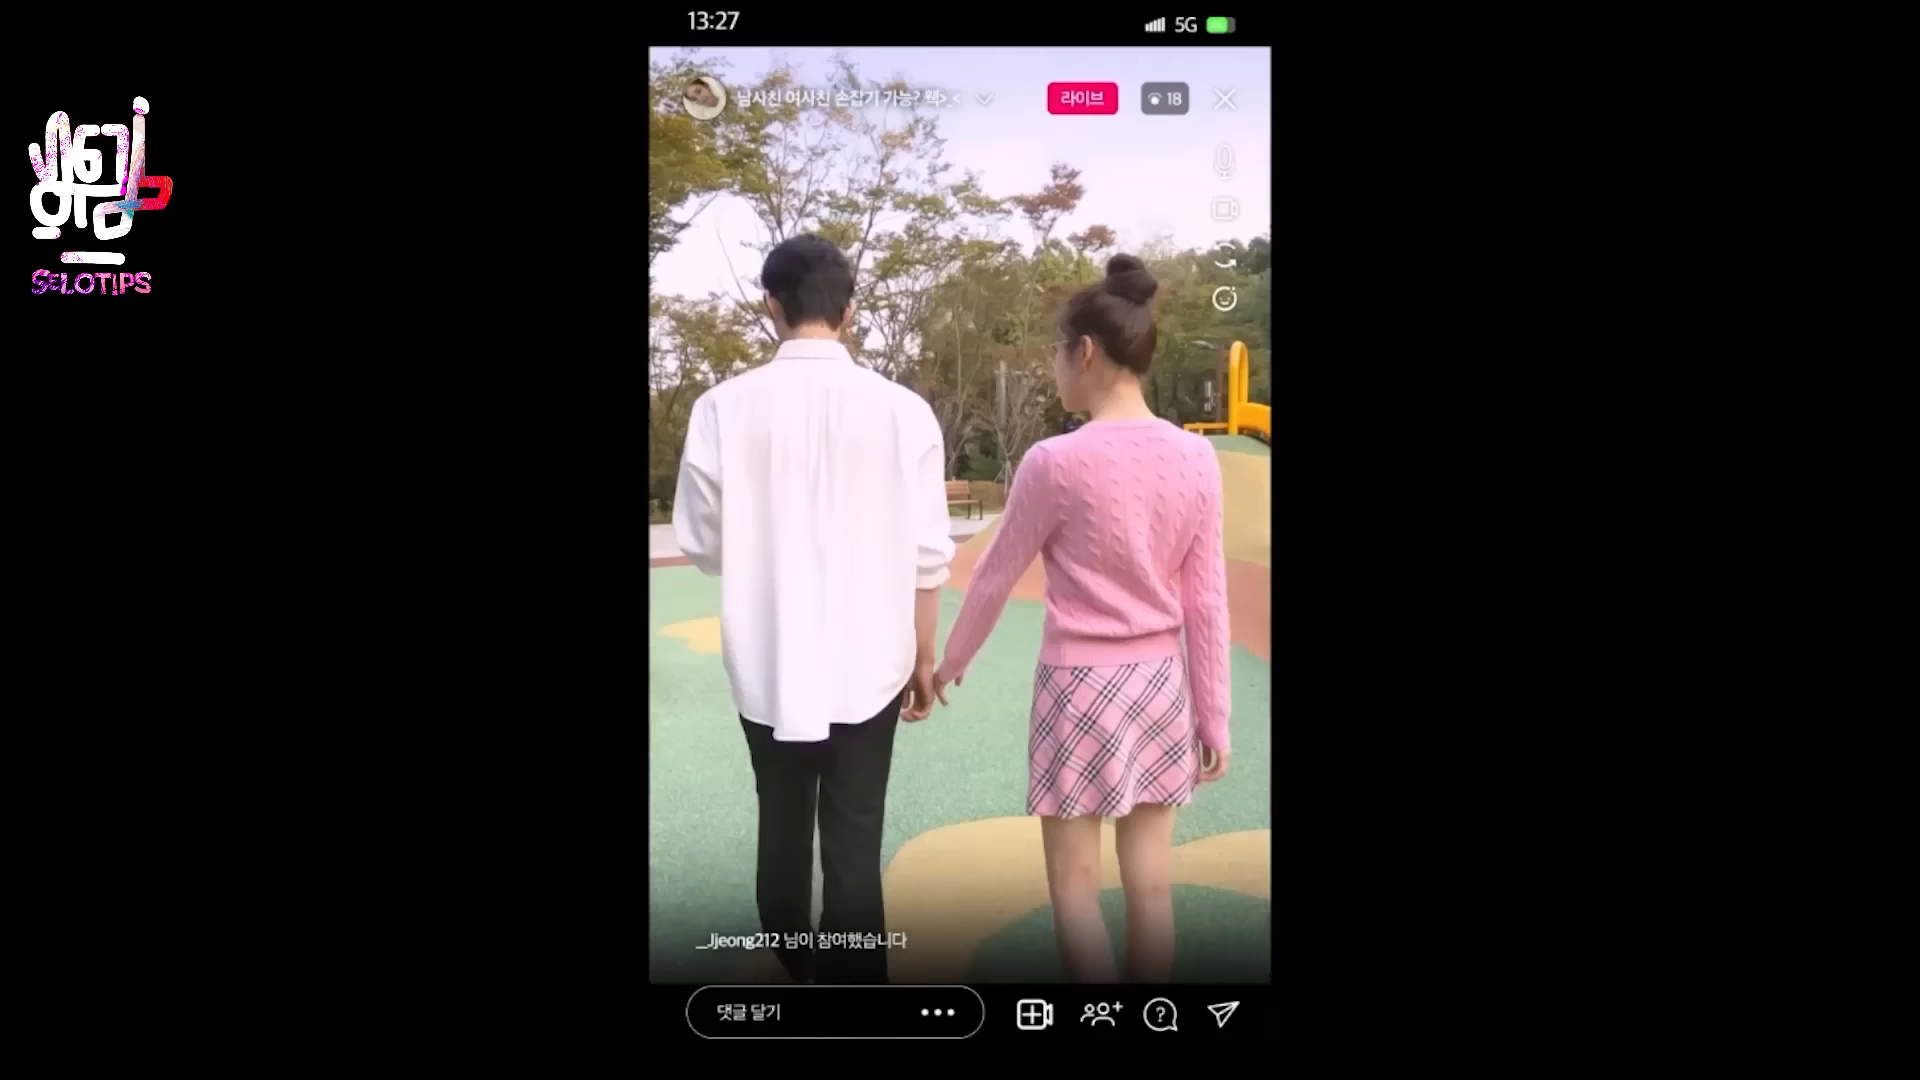 13:27
5G
남사친 여사친 손잡기 가능? 웩> <
라이브
18
SELOTIPS
_Jjeong212 님이 참여했습니다
댓글 달기